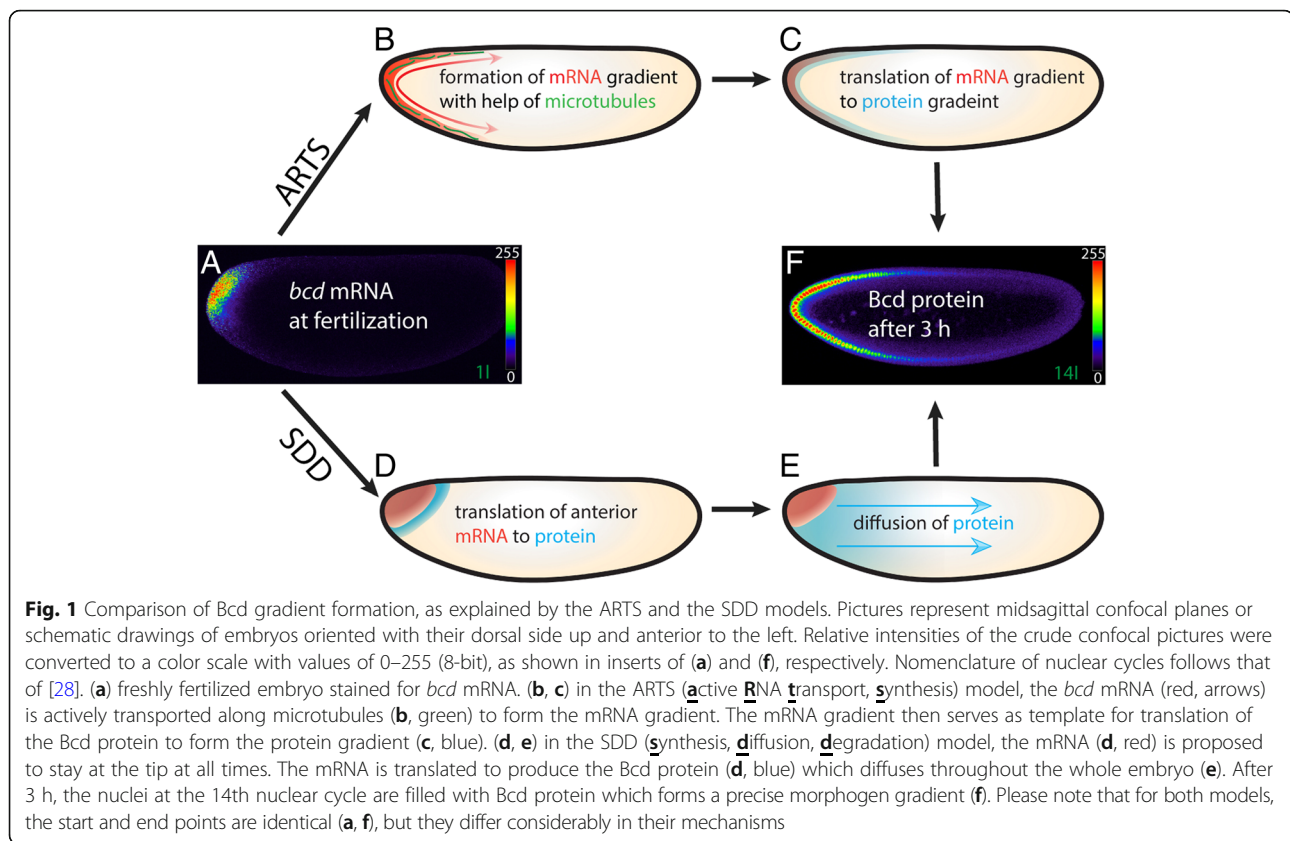 B
formation of mRNA gradient
with help of microtubules
C
translation of mRNA gradient
to protein gradeint
ARTS
A
bcd mRNA
at fertilization
255
0
1l
F
Bcd protein
after 3 h
255
0
14l
SDD
D
translation of anterior
mRNA to protein
E
diffusion of protein
Fig. 1 Comparison of Bcd gradient formation, as explained by the ARTS and the SDD models. Pictures represent midsagittal confocal planes or
schematic drawings of embryos oriented with their dorsal side up and anterior to the left. Relative intensities of the crude confocal pictures were
converted to a color scale with values of 0–255 (8-bit), as shown in inserts of (a) and (f), respectively. Nomenclature of nuclear cycles follows that
of [28]. (a) freshly fertilized embryo stained for bcd mRNA. (b, c) in the ARTS (active RNA transport, synthesis) model, the bcd mRNA (red, arrows)
is actively transported along microtubules (b, green) to form the mRNA gradient. The mRNA gradient then serves as template for translation of
the Bcd protein to form the protein gradient (c, blue). (d, e) in the SDD (synthesis, diffusion, degradation) model, the mRNA (d, red) is proposed
to stay at the tip at all times. The mRNA is translated to produce the Bcd protein (d, blue) which diffuses throughout the whole embryo (e). After
3 h, the nuclei at the 14th nuclear cycle are filled with Bcd protein which forms a precise morphogen gradient (f). Please note that for both models,
the start and end points are identical (a, f), but they differ considerably in their mechanisms